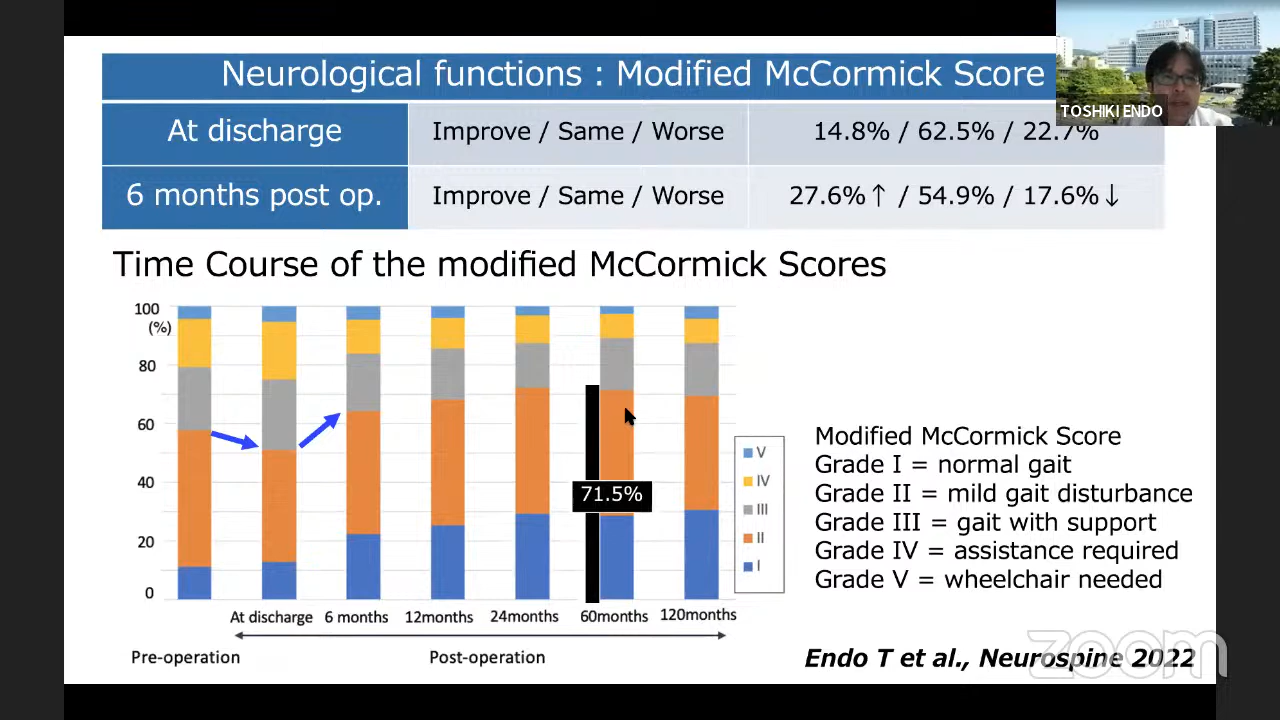 Neurological functions : Modified McCormick Score
TOSHIKI ENDO
At discharge Improve / Same / Worse 14.8% / 62.5% / 22.7%
6 months post op. Improve / Same / Worse 27.6%↑ / 54.9% / 17.6%↓
Time Course of the modified McCormick Scores
100
(%)
80
60
40
20
0
71.5%
V
IV
III
II
I
At discharge 6 months 12months 24months 60months 120months
Pre-operation Post-operation
Modified McCormick Score
Grade I = normal gait
Grade II = mild gait disturbance
Grade III = gait with support
Grade IV = assistance required
Grade V = wheelchair needed
Endo T et al., Neurospine 2022
zoom